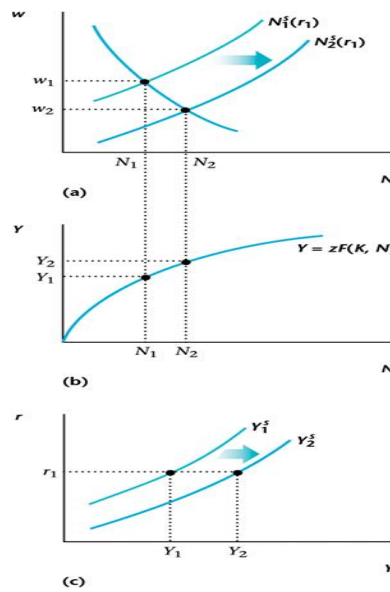 w
N₁ˢ(r₁)
N₂ˢ(r₁)
w₁
w₂
N₁ N₂
N
(a)
Y
Y = zF(K, N
Y₂
Y₁
N₁ N₂
N
(b)
r
Y₁ˢ
Y₂ˢ
r₁
Y₁ Y₂
Y
(c)